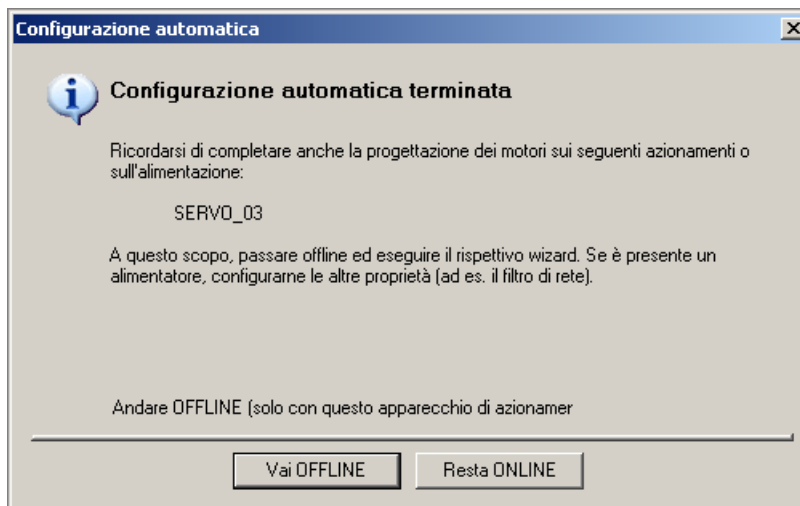 Configurazione automatica
Configurazione automatica terminata
Ricordarsi di completare anche la progettazione dei motori sui seguenti azionamenti o
sull'alimentazione:
SERVO_03
A questo scopo, passare offline ed eseguire il rispettivo wizard. Se è presente un
alimentatore, configurarne le altre proprietà (ad es. il filtro di rete).
Andare OFFLINE (solo con questo apparecchio di azionamer
Vai OFFLINE
Resta ONLINE